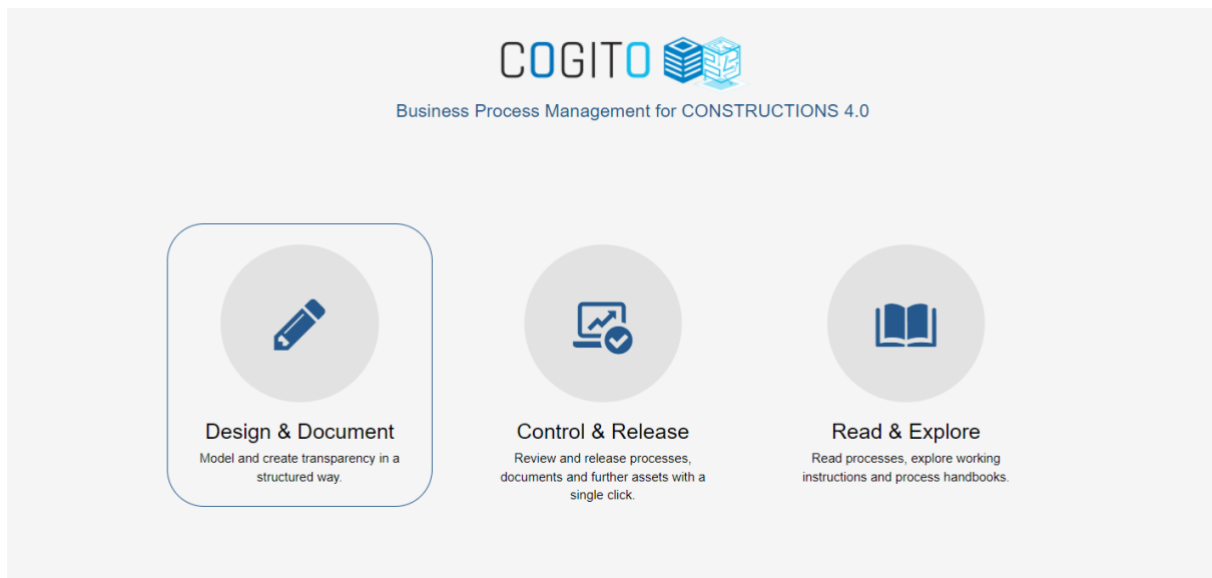 COGITO
Business Process Management for CONSTRUCTIONS 4.0
Design & Document
Model and create transparency in a
structured way.
Control & Release
Review and release processes,
documents and further assets with a
single click.
Read & Explore
Read processes, explore working
instructions and process handbooks.